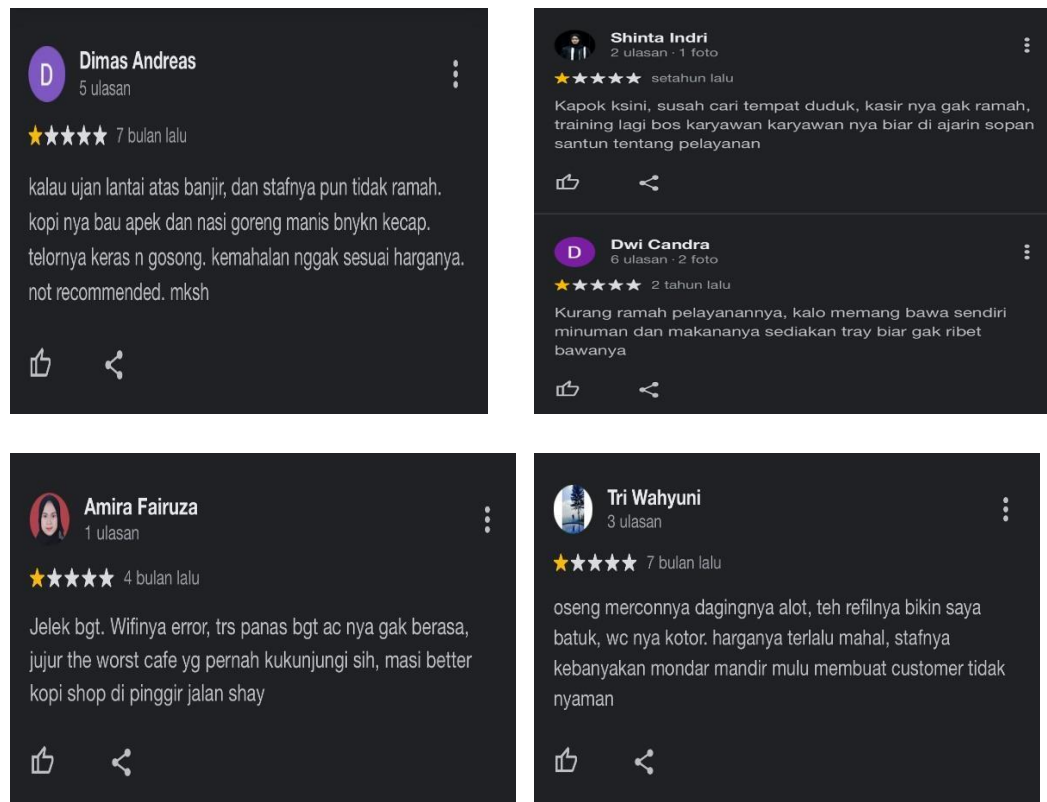 Dimas Andreas
5 ulasan
7 bulan lalu
kalau ujan lantai atas banjir, dan stafnya pun tidak ramah.
kopi nya bau apek dan nasi goreng manis bnykn kecap.
telornya keras n gosong. kemahalan nggak sesuai harganya.
not recommended. mksh
Shinta Indri
2 ulasan · 1 foto
setahun lalu
Kapok ksini, susah cari tempat duduk, kasir nya gak ramah,
training lagi bos karyawan karyawan nya biar di ajarin sopan
santun tentang pelayanan
D
Dwi Candra
6 ulasan · 2 foto
2 tahun lalu
Kurang ramah pelayanannya, kalo memang bawa sendiri
minuman dan makananya sediakan tray biar gak ribet
bawanya
Amira Fairuza
1 ulasan
4 bulan lalu
Jelek bgt. Wifinya error, trs panas bgt ac nya gak berasa,
jujur the worst cafe yg pernah kukunjungi sih, masi better
kopi shop di pinggir jalan shay
Tri Wahyuni
3 ulasan
7 bulan lalu
oseng merconnya dagingnya alot, teh refilnya bikin saya
batuk, wc nya kotor. harganya terlalu mahal, stafnya
kebanyakan mondar mandir mulu membuat customer tidak
nyaman